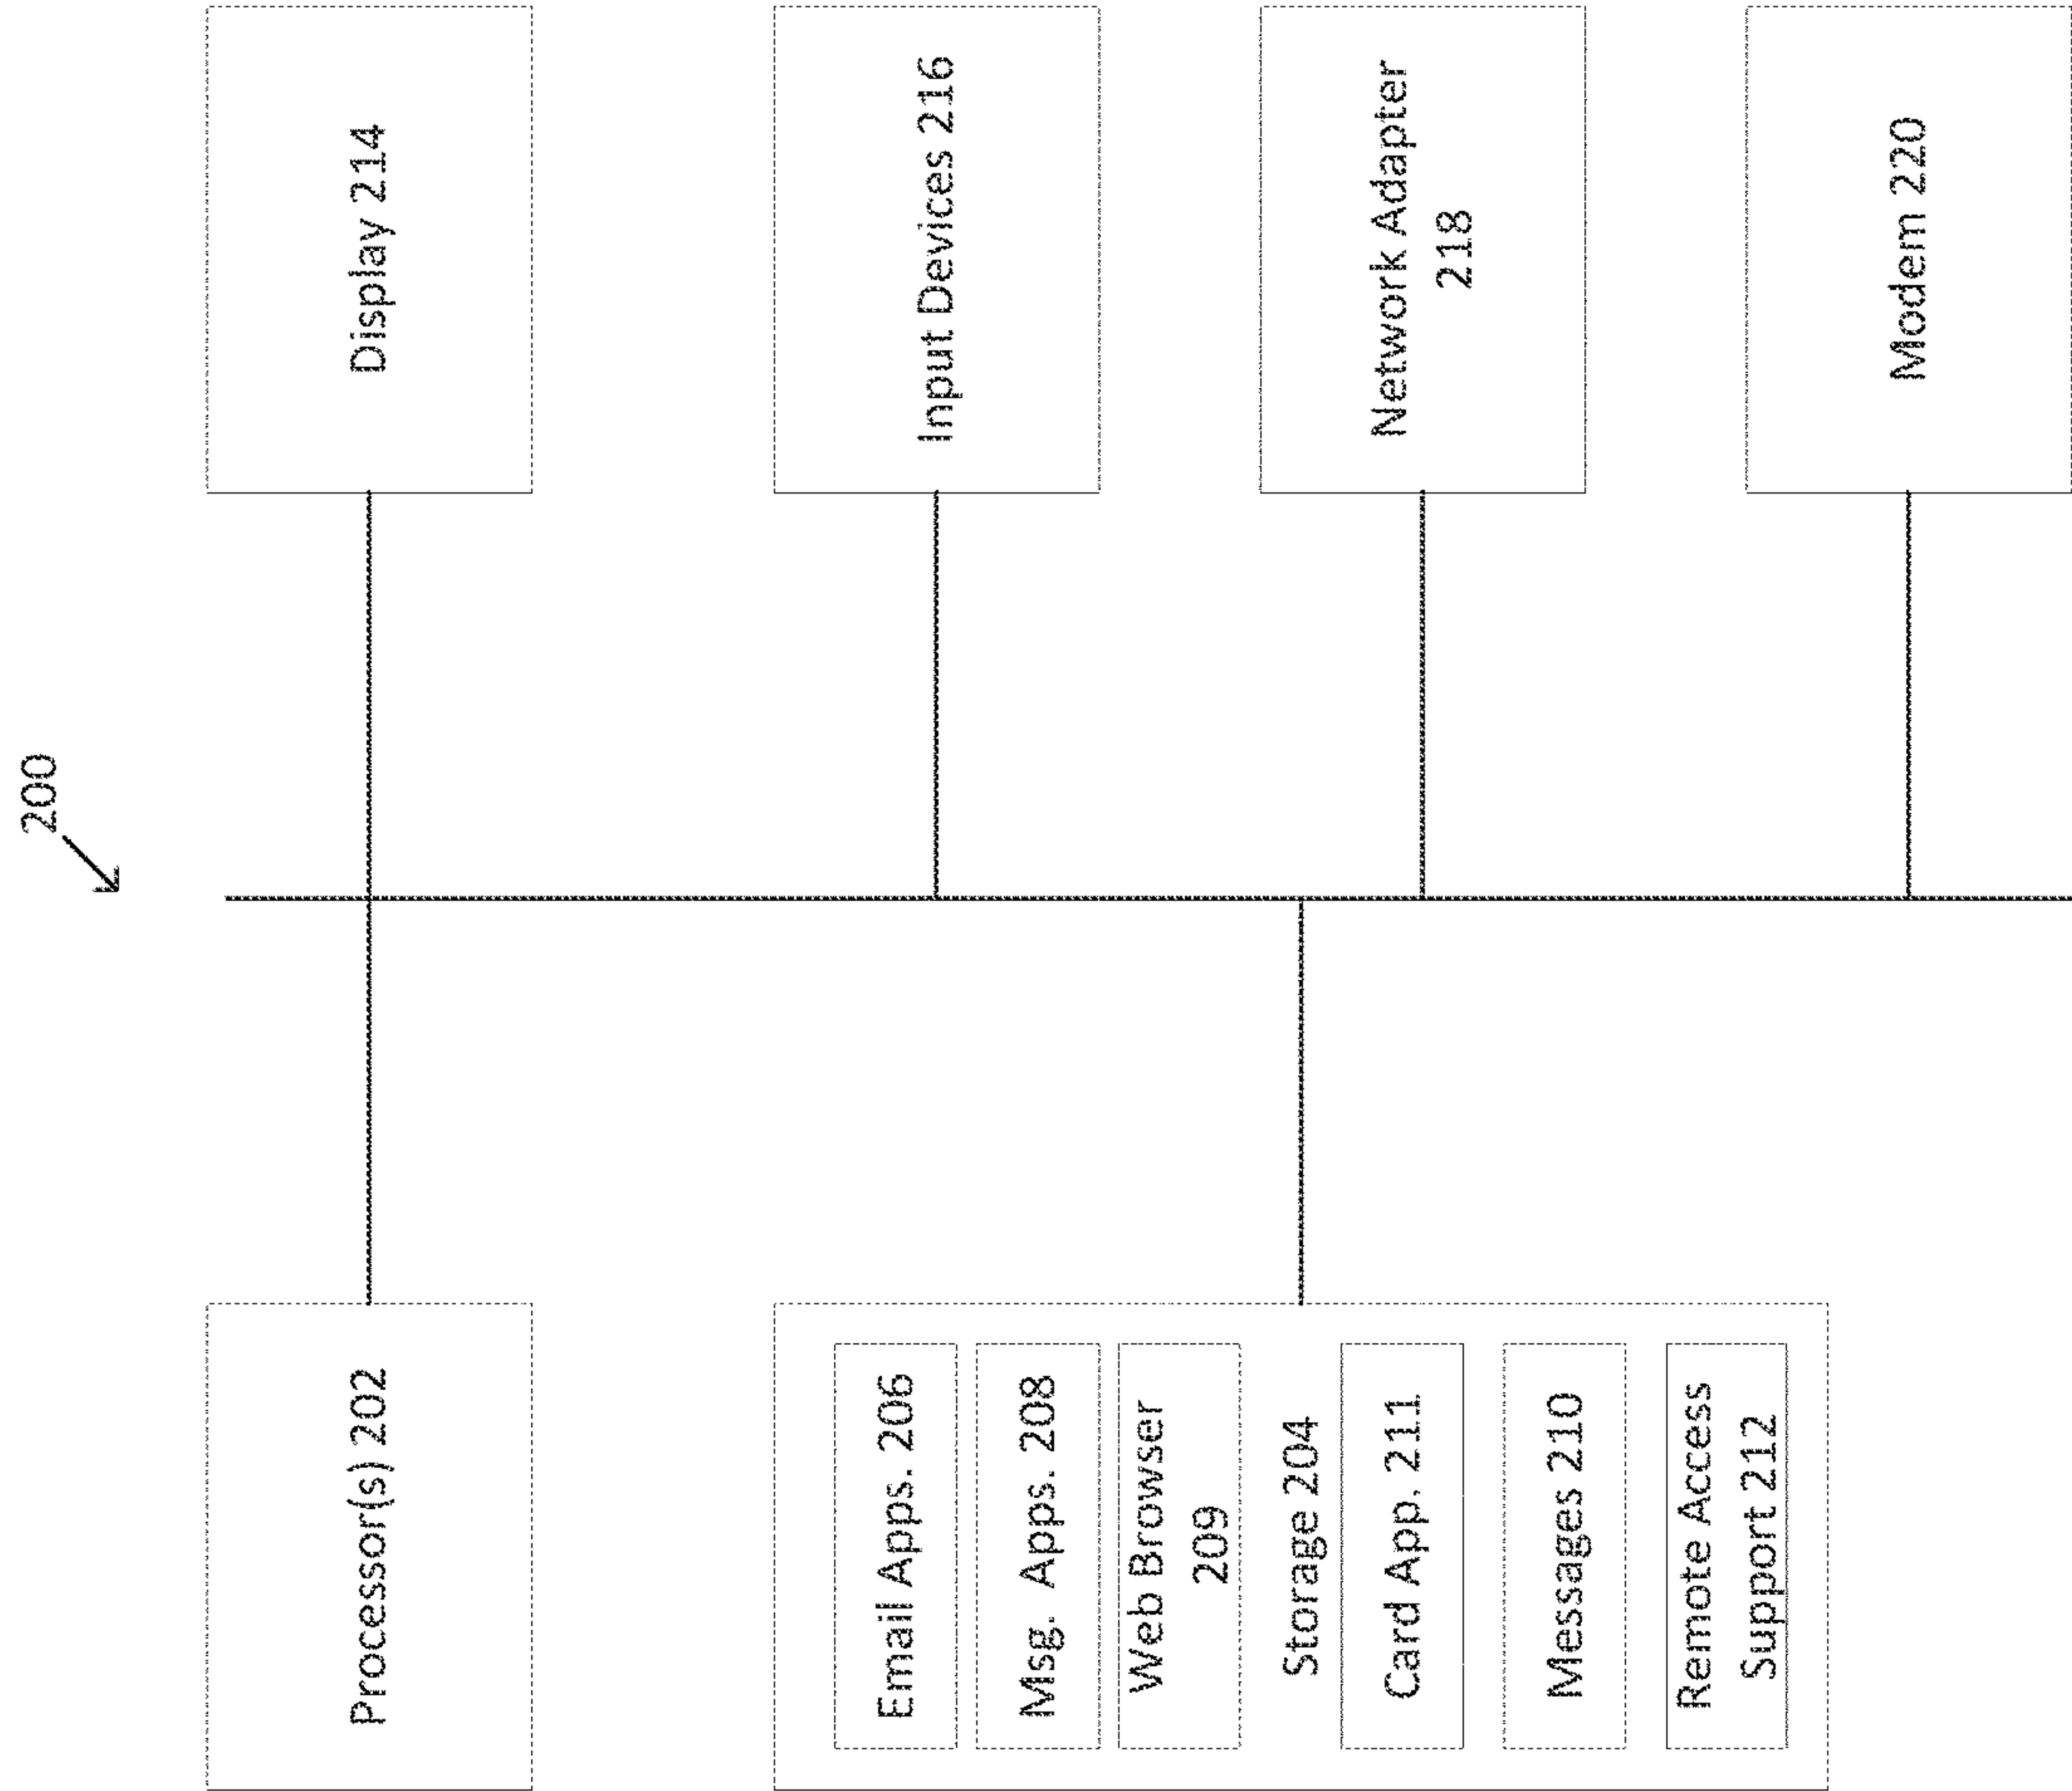 200
Processor(s) 202
Display 214
Email Apps. 206
Msg. Apps. 208
Web Browser
209
Storage 204
Card App. 211
Messages 210
Remote Access
Support 212
Input Devices 216
Network Adapter
218
Modem 220